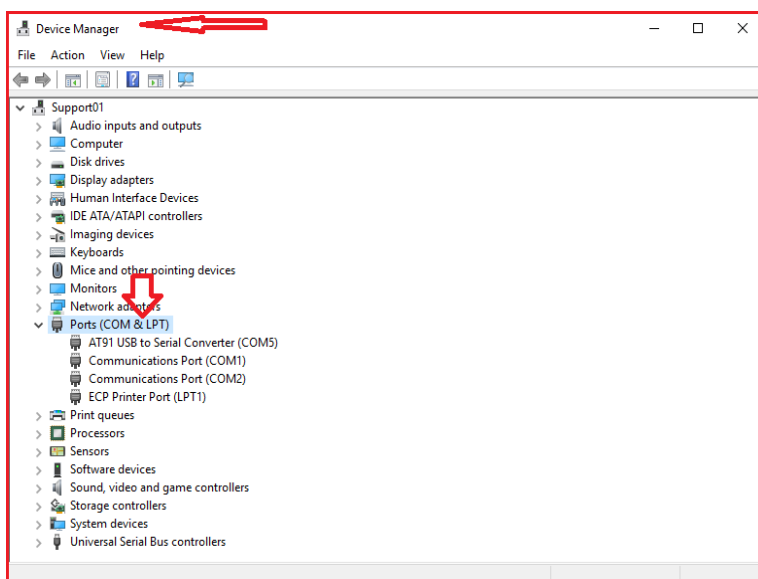 Device Manager
File Action View Help
Support01
Audio inputs and outputs
Computer
Disk drives
Display adapters
Human Interface Devices
IDE ATA/ATAPI controllers
Imaging devices
Keyboards
Mice and other pointing devices
Monitors
Network adapters
Ports (COM & LPT)
AT91 USB to Serial Converter (COM5)
Communications Port (COM1)
Communications Port (COM2)
ECP Printer Port (LPT1)
Print queues
Processors
Sensors
Software devices
Sound, video and game controllers
Storage controllers
System devices
Universal Serial Bus controllers